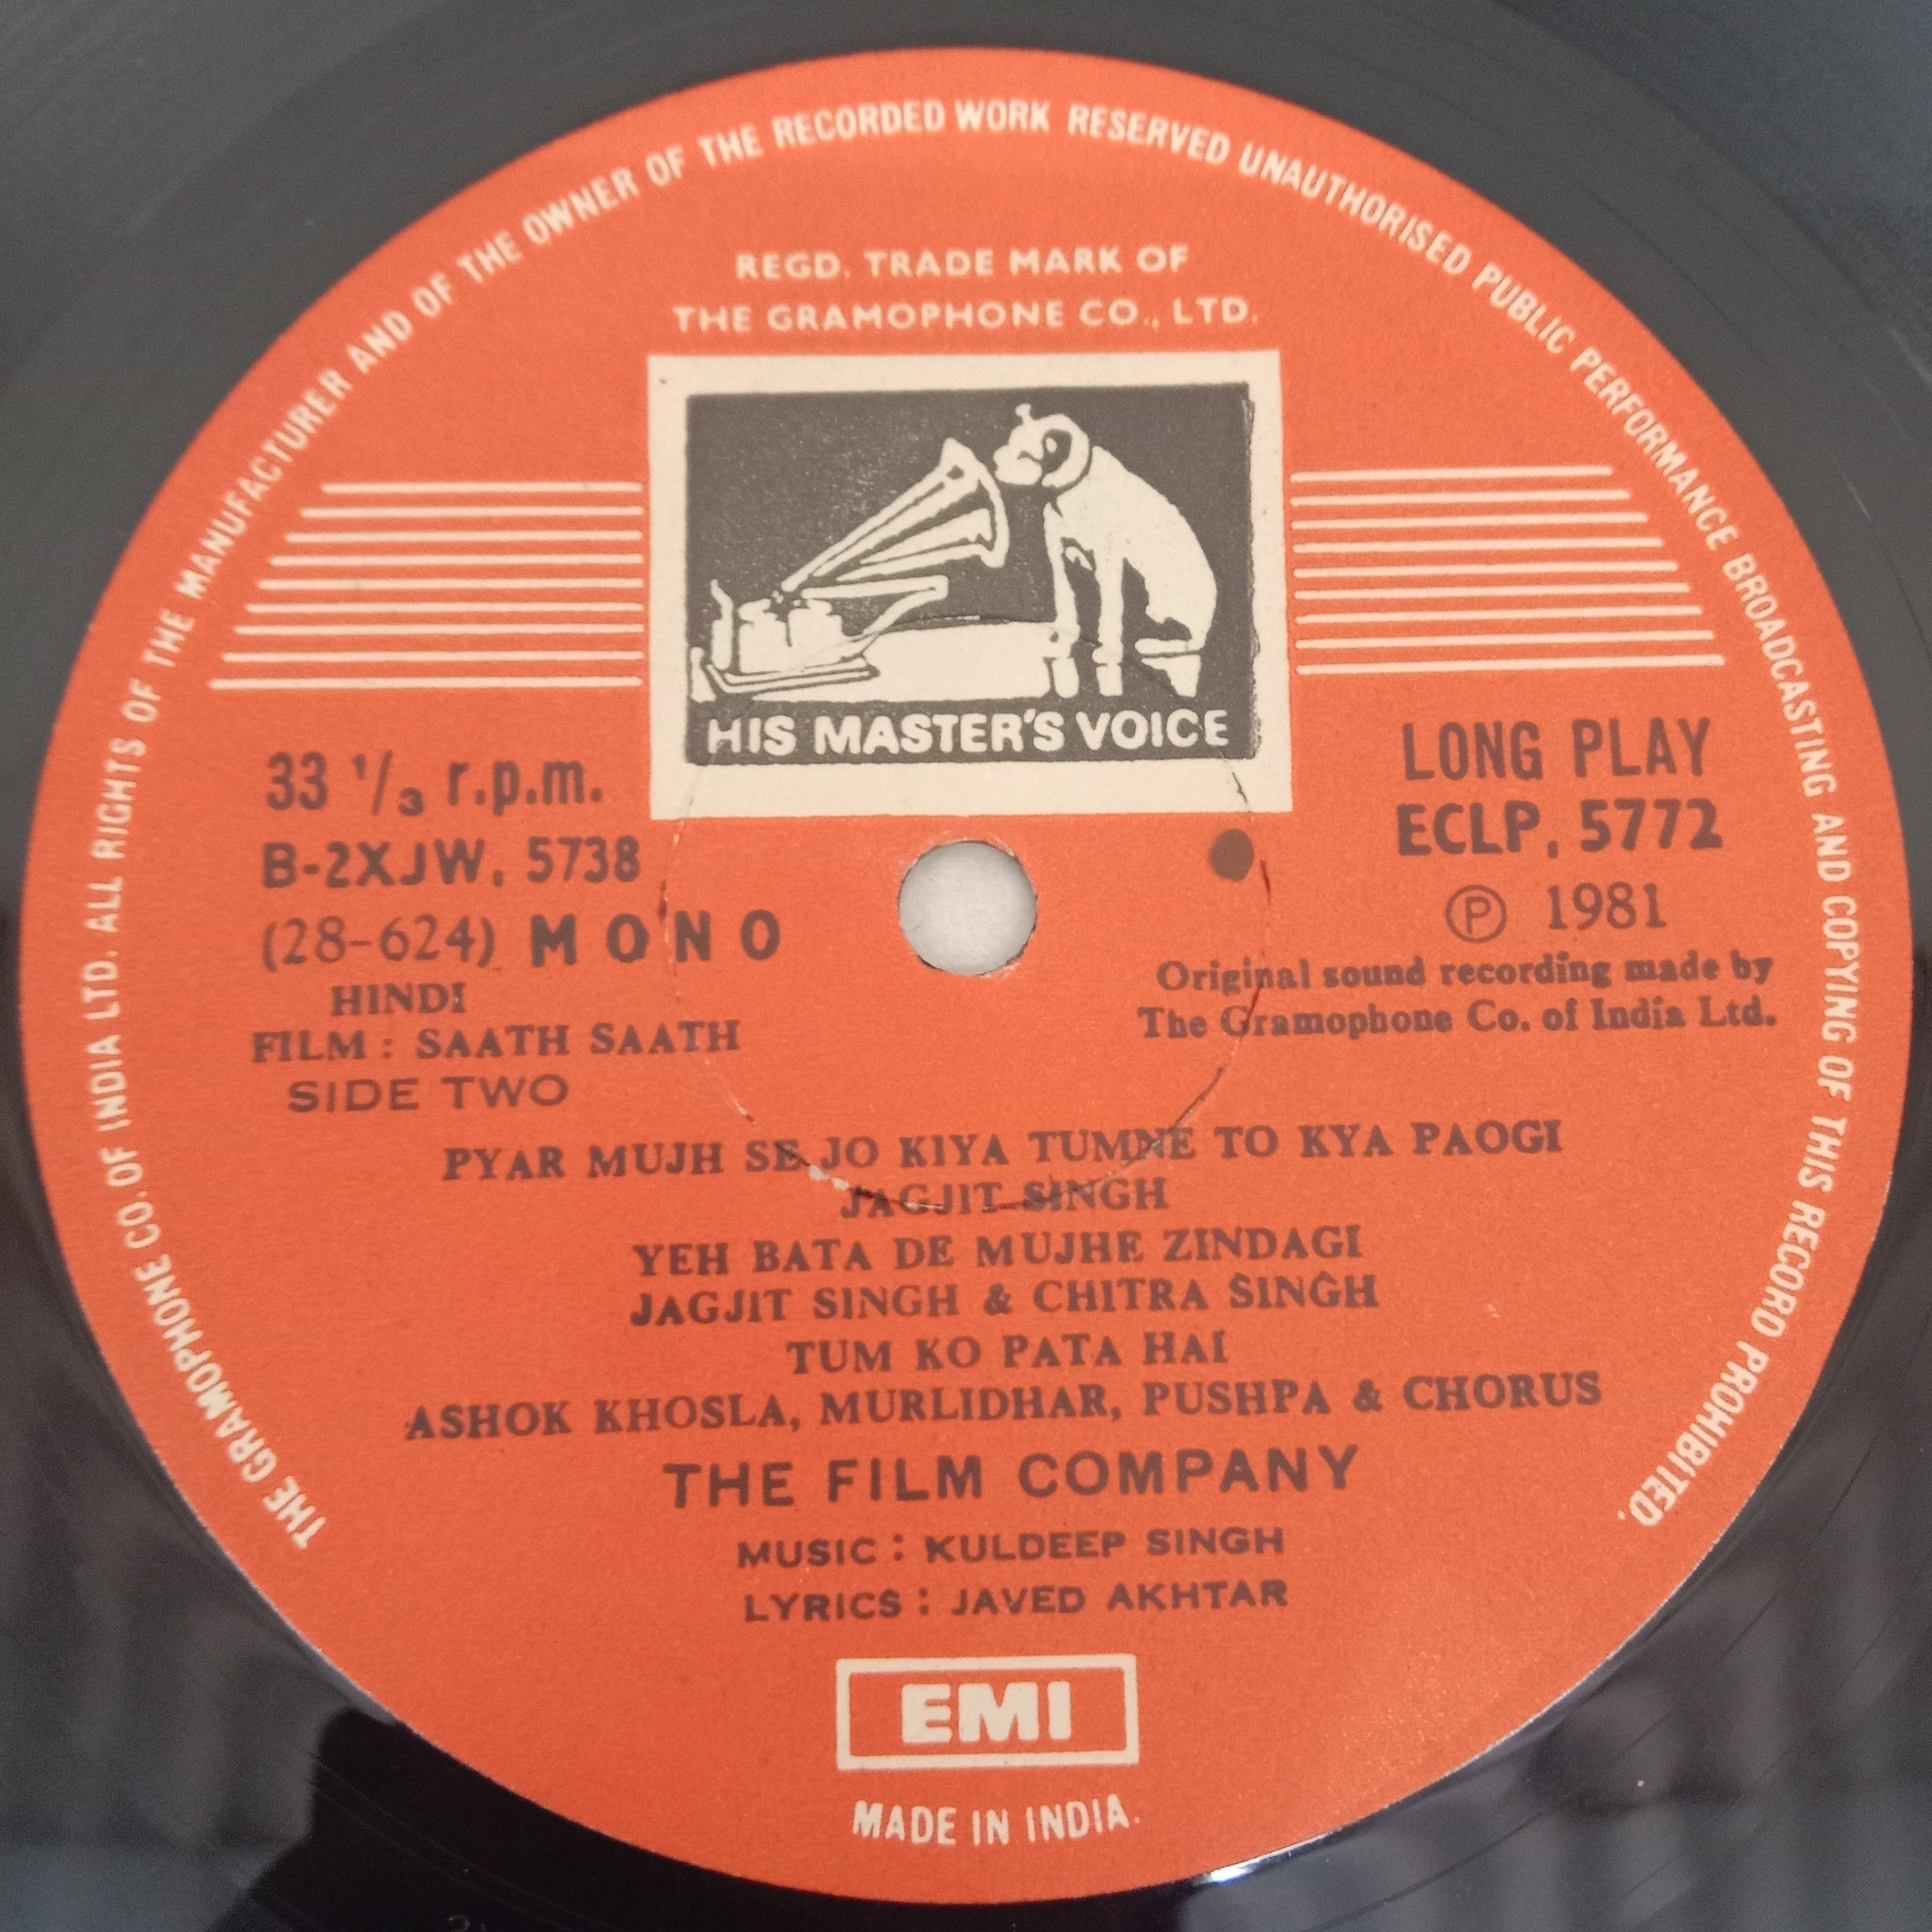 THE GRAMOPHONE CO. OF INDIA LTD. ALL RIGHTS OF THE MANUFACTURER AND OF THE OWNER OF THE RECORDED WORK RESERVED UNAUTHORISED PUBLIC PERFORMANCE BROADCASTING AND COPYING OF THIS RECORD PROHIBITED.
REGD. TRADE MARK OF
THE GRAMOPHONE CO., LTD.
HIS MASTER'S VOICE
33 1/3 r.p.m.
B-2XJW. 5738
(28-624) MONO
HINDI
FILM : SAATH SAATH
SIDE TWO
LONG PLAY
ECLP. 5772
Ⓟ 1981
Original sound recording made by
The Gramophone Co. of India Ltd.
PYAR MUJH SE JO KIYA TUMNE TO KYA PAOGI
JAGJIT SINGH
YEH BATA DE MUJHE ZINDAGI
JAGJIT SINGH & CHITRA SINGH
TUM KO PATA HAI
ASHOK KHOSLA, MURLIDHAR, PUSHPA & CHORUS
THE FILM COMPANY
MUSIC : KULDEEP SINGH
LYRICS : JAVED AKHTAR
EMI
MADE IN INDIA.